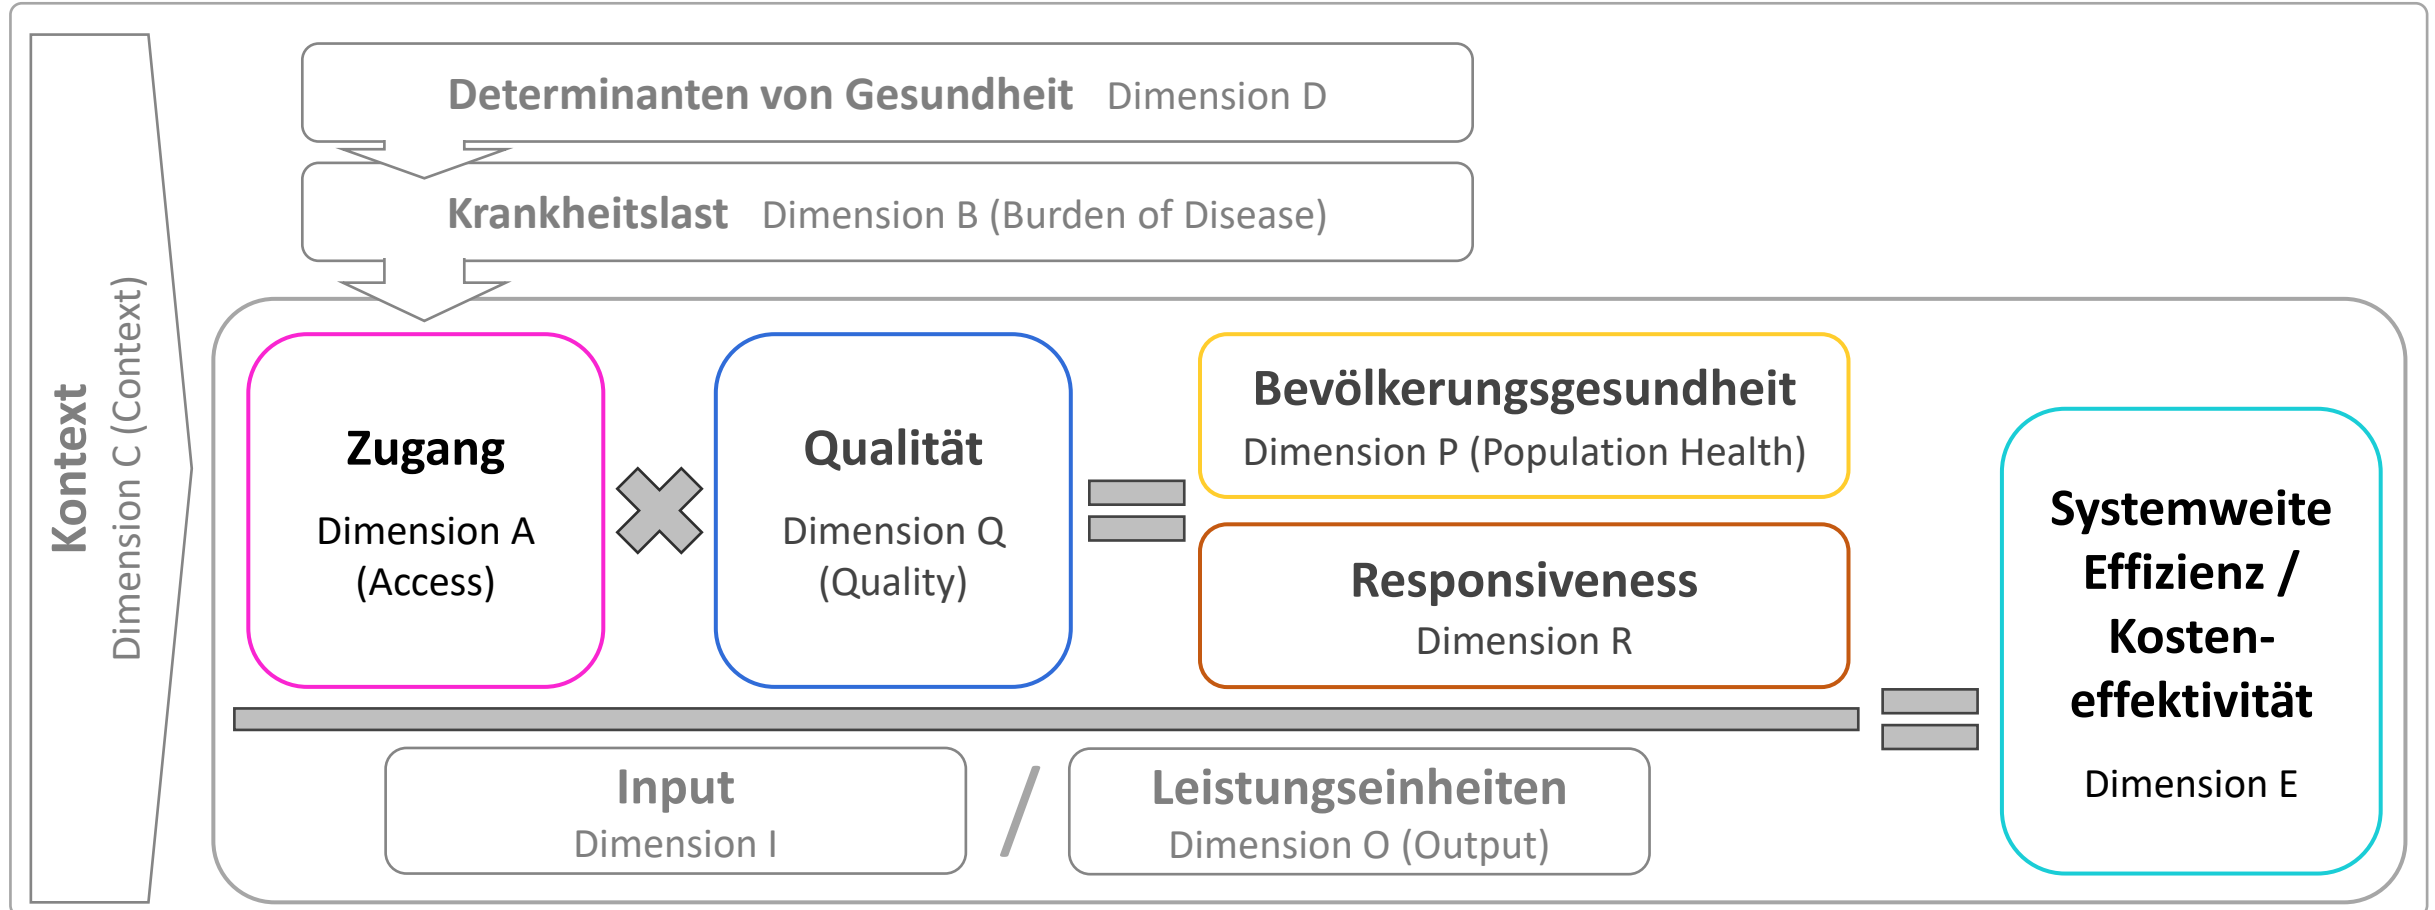 Kontext
Dimension C (Context)
Determinanten von Gesundheit Dimension D
Krankheitslast Dimension B (Burden of Disease)
Zugang
Dimension A
(Access)
Qualität
Dimension Q
(Quality)
Bevölkerungsgesundheit
Dimension P (Population Health)
Responsiveness
Dimension R
Input
Dimension I
/
Leistungseinheiten
Dimension O (Output)
Systemweite
Effizienz /
Kosten-
effektivität
Dimension E